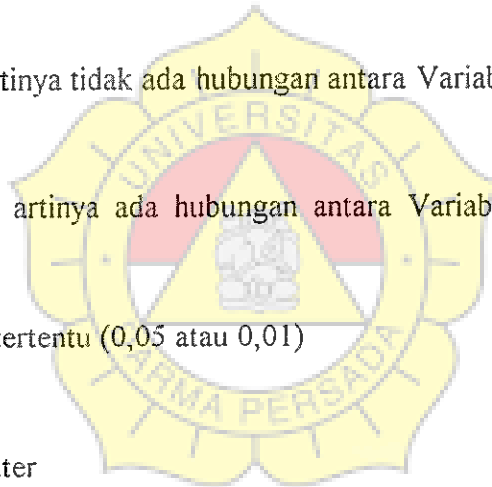 tinya tidak ada hubungan antara Variab
artinya ada hubungan antara Variab
tertentu (0,05 atau 0,01)
ter
UNIVERSITAS
DARMA PERSADA